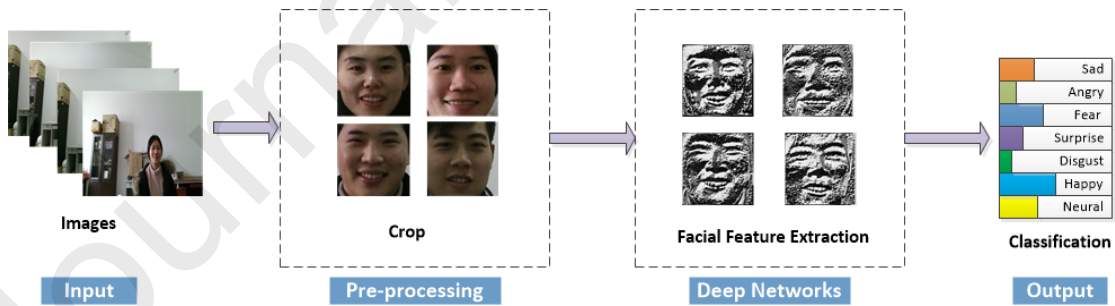 Images
Input
Crop
Pre-processing
Facial Feature Extraction
Deep Networks
Sad
Angry
Fear
Surprise
Disgust
Happy
Neural
Classification
Output
Journal